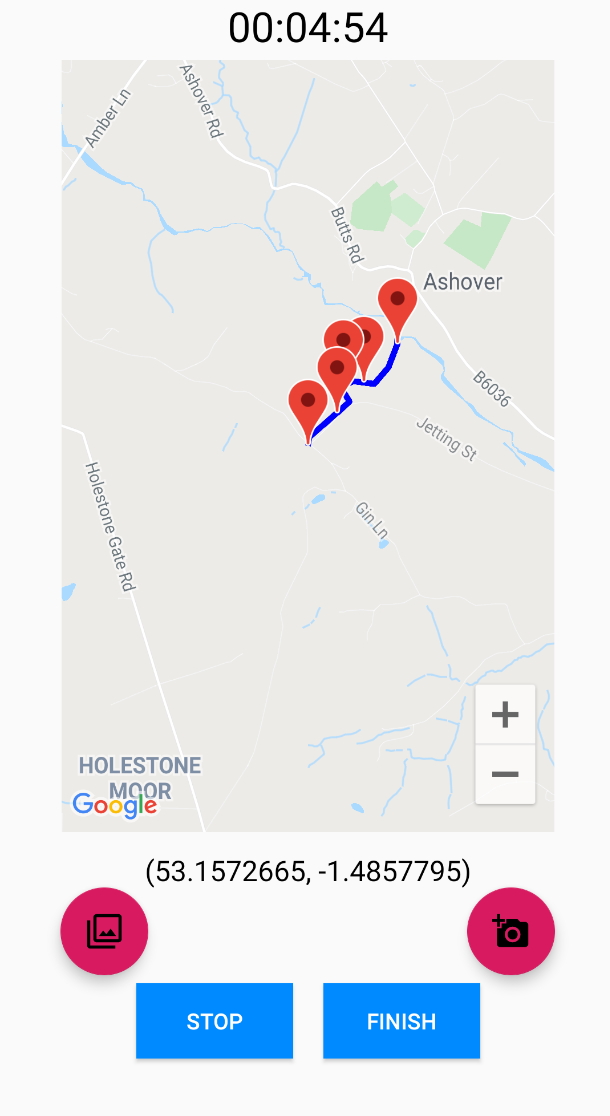 00:04:54
Amber Ln
Ashover Rd
Butts Rd
Ashover
B6036
Jetting St
Holestone Gate Rd
Gin Ln
+
−
HOLESTONE
MOOR
Google
(53.1572665, -1.4857795)
STOP
FINISH